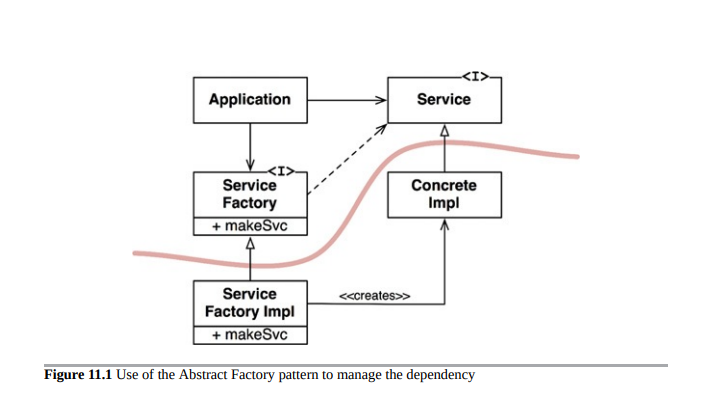 <I>
Application
Service
<I>
Service
Factory
+ makeSvc
Concrete
Impl
Service
Factory Impl
+ makeSvc
<<creates>>
Figure 11.1 Use of the Abstract Factory pattern to manage the dependency